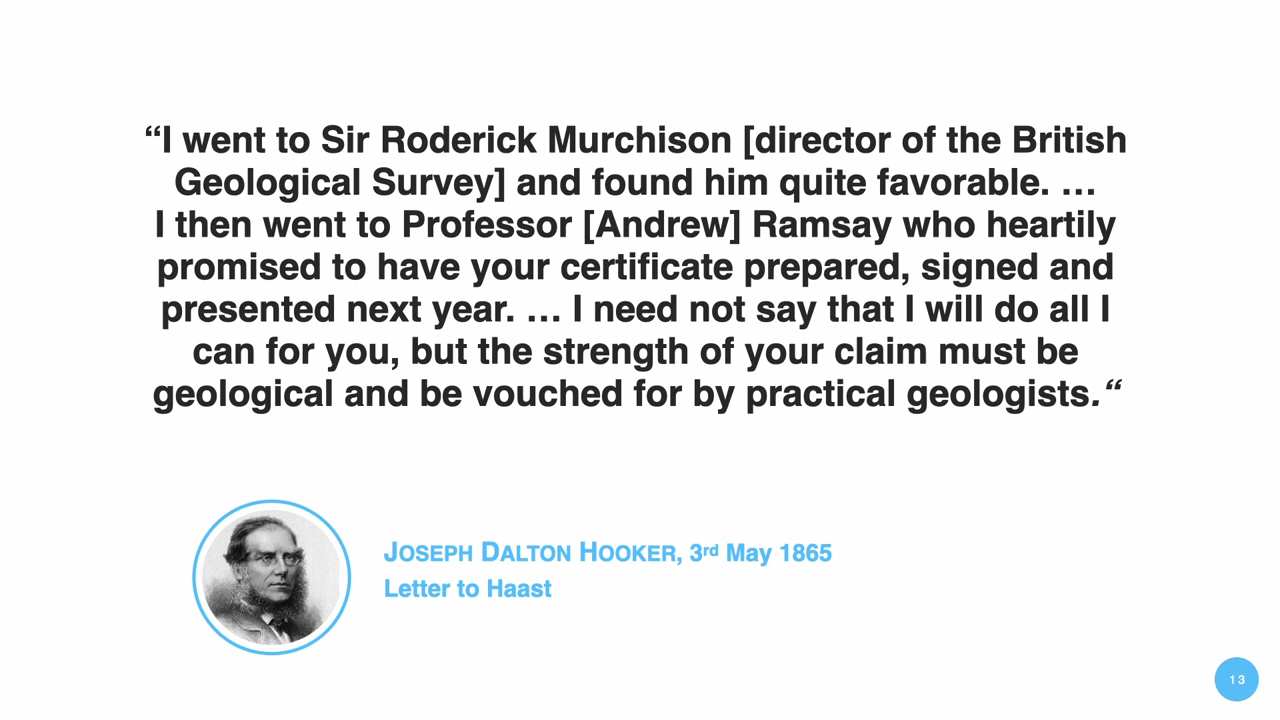 “I went to Sir Roderick Murchison [director of the British
Geological Survey] and found him quite favorable. …
I then went to Professor [Andrew] Ramsay who heartily
promised to have your certificate prepared, signed and
presented next year. … I need not say that I will do all I
can for you, but the strength of your claim must be
geological and be vouched for by practical geologists.“
Joseph Dalton Hooker, 3rd May 1865
Letter to Haast
13